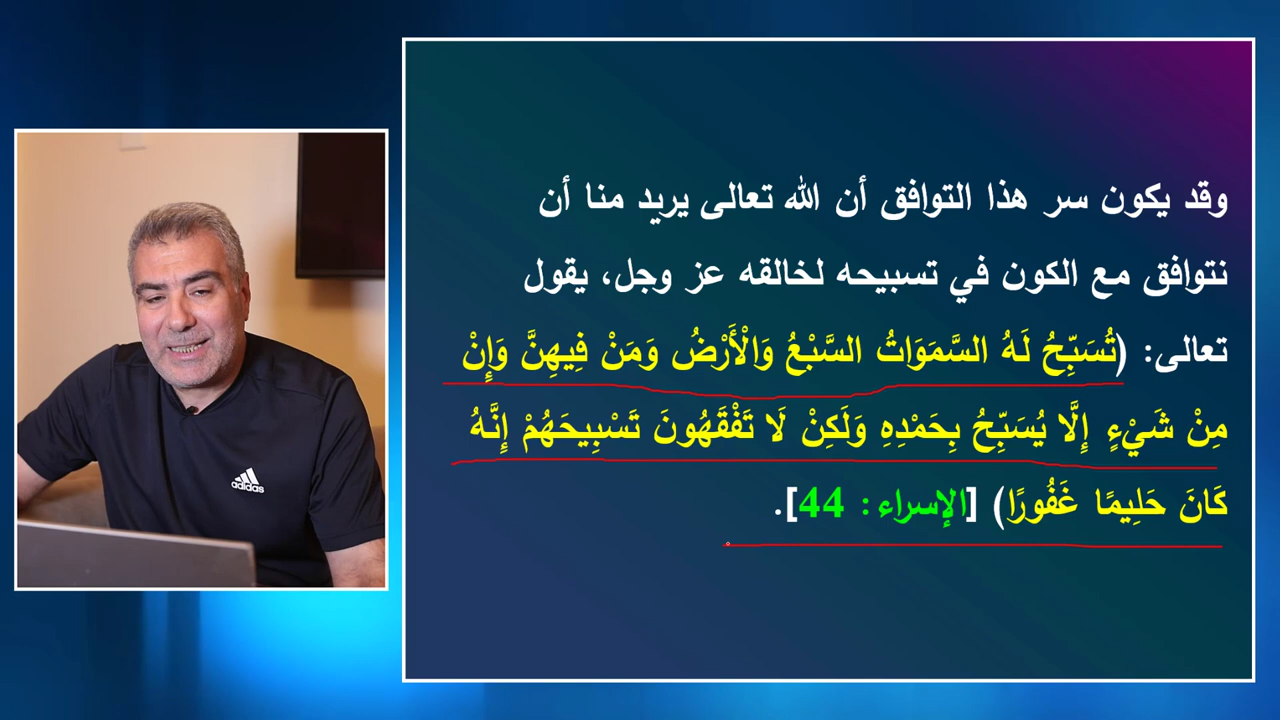 وقد يكون سر هذا التوافق أن الله تعالى يريد منا أن
نتوافق مع الكون في تسبيحه لخالقه عز وجل، يقول
تعالى: (تُسَبِّحُ لَهُ السَّمَوَاتُ السَّبْعُ وَالْأَرْضُ وَمَنْ فِيهِنَّ وَإِنْ
مِنْ شَيْءٍ إِلَّا يُسَبِّحُ بِحَمْدِهِ وَلَكِنْ لَا تَفْقَهُونَ تَسْبِيحَهُمْ إِنَّهُ
كَانَ حَلِيمًا غَفُورًا) [الإسراء: 44].
adidas